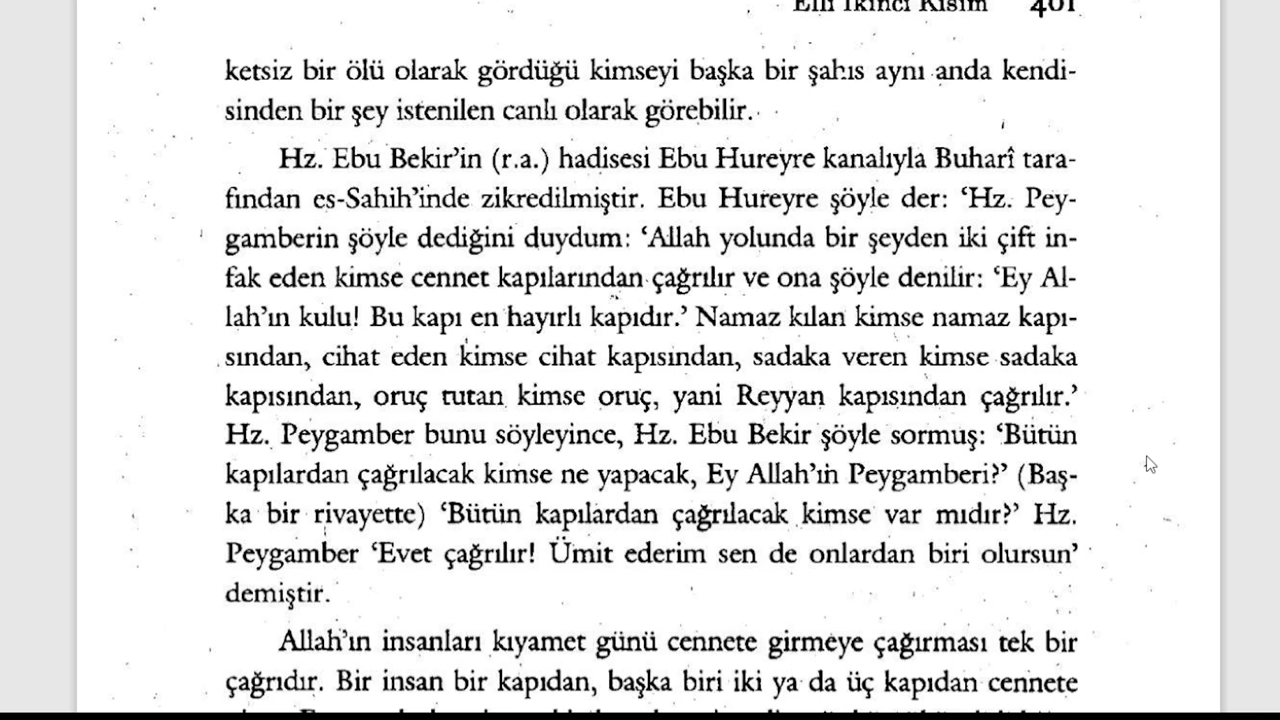 Elli İkinci Kısım 401
ketsiz bir ölü olarak gördüğü kimseyi başka bir şahıs aynı anda kendi-
sinden bir şey istenilen canlı olarak görebilir.
Hz. Ebu Bekir’in (r.a.) hadisesi Ebu Hureyre kanalıyla Buharî tara-
fından es-Sahih’inde zikredilmiştir. Ebu Hureyre şöyle der: ‘Hz. Pey-
gamberin şöyle dediğini duydum: ‘Allah yolunda bir şeyden iki çift in-
fak eden kimse cennet kapılarından çağrılır ve ona şöyle denilir: ‘Ey Al-
lah’ın kulu! Bu kapı en hayırlı kapıdır.’ Namaz kılan kimse namaz kapı-
sından, cihat eden kimse cihat kapısından, sadaka veren kimse sadaka
kapısından, oruç tutan kimse oruç, yani Reyyan kapısından çağrılır.’
Hz. Peygamber bunu söyleyince, Hz. Ebu Bekir şöyle sormuş: ‘Bütün
kapılardan çağrılacak kimse ne yapacak, Ey Allah’ın Peygamberi?’ (Baş-
ka bir rivayette) ‘Bütün kapılardan çağrılacak kimse var mıdır?’ Hz.
Peygamber ‘Evet çağrılır! Ümit ederim sen de onlardan biri olursun’
demiştir.
Allah’ın insanları kıyamet günü cennete girmeye çağırması tek bir
çağrıdır. Bir insan bir kapıdan, başka biri iki ya da üç kapıdan cennete